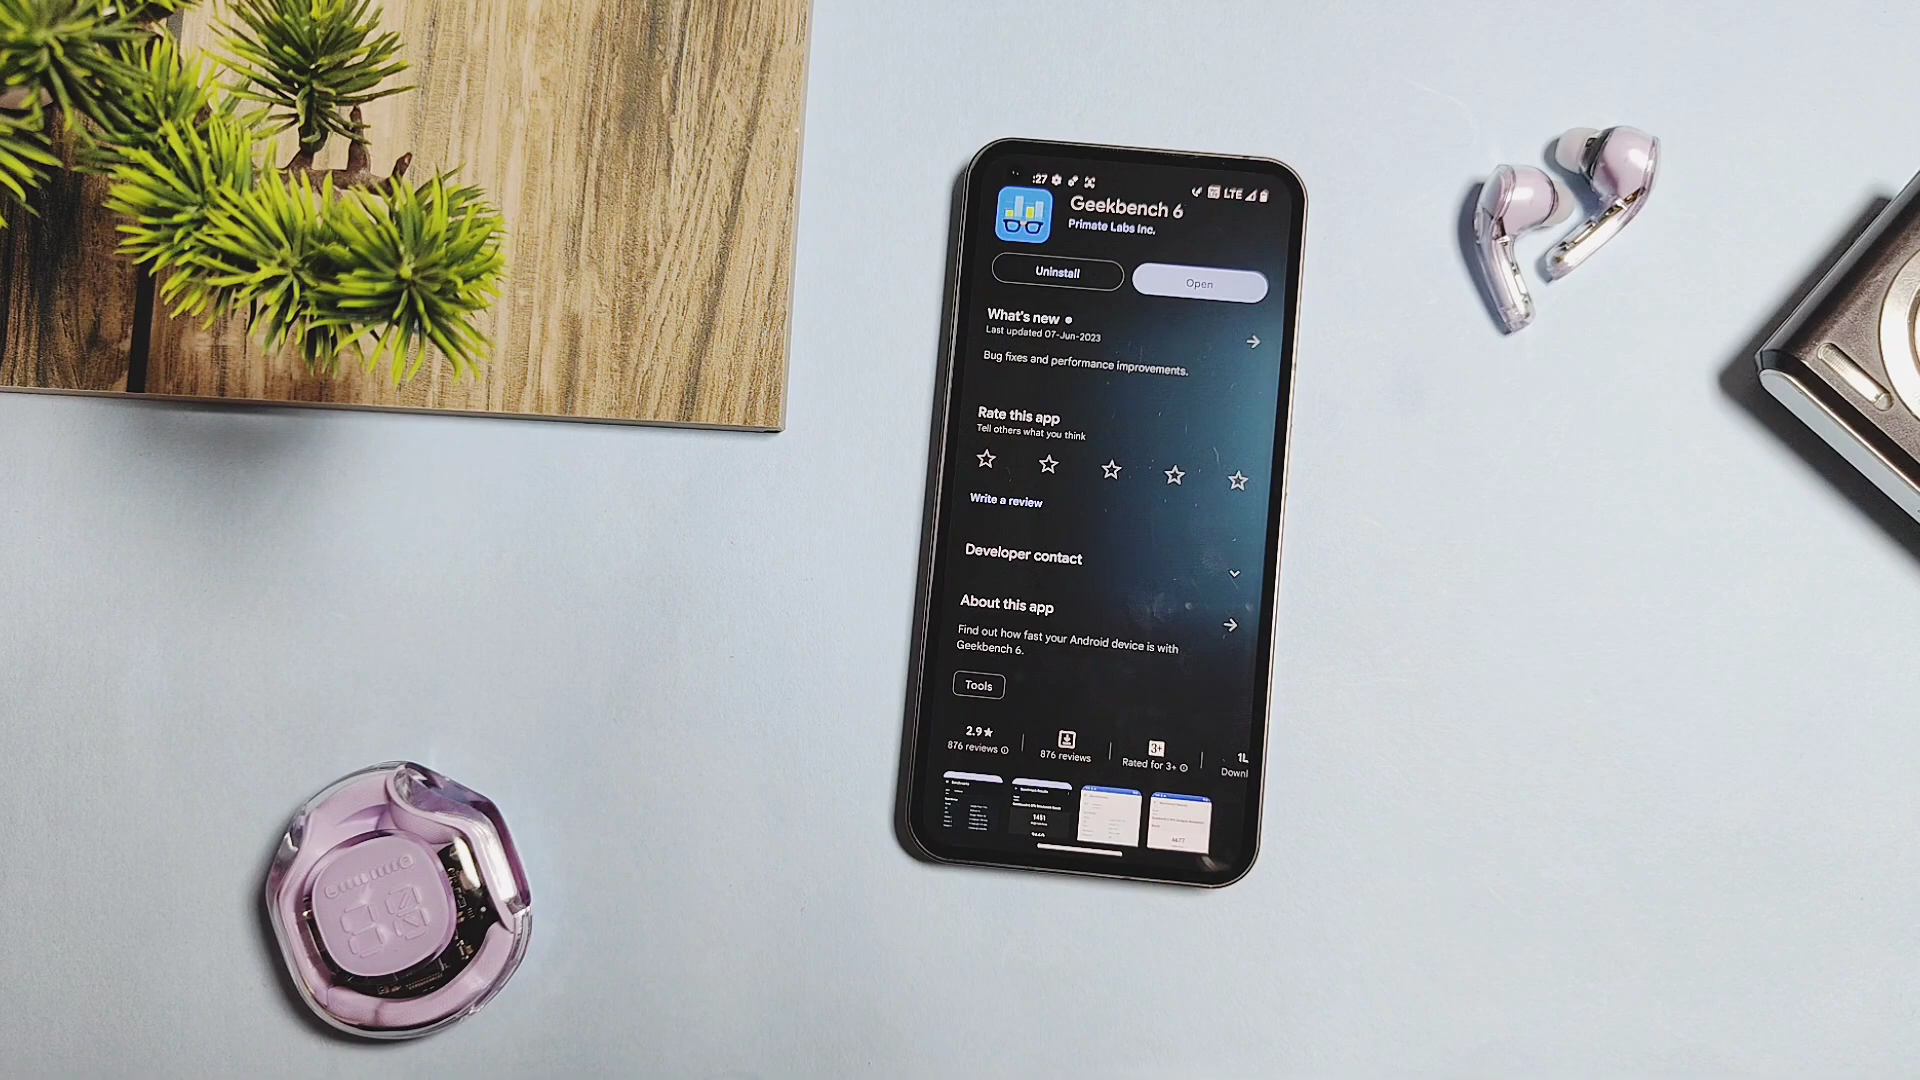 :27
LTE
Geekbench 6
Primate Labs Inc.
Uninstall
Open
What's new
Last updated 07-Jun-2023
Bug fixes and performance improvements.
Rate this app
Tell others what you think
Write a review
Developer contact
About this app
Find out how fast your Android device is with
Geekbench 6.
Tools
2.9★
876 reviews
876 reviews
3+
Rated for 3+
1L
Downl
1451